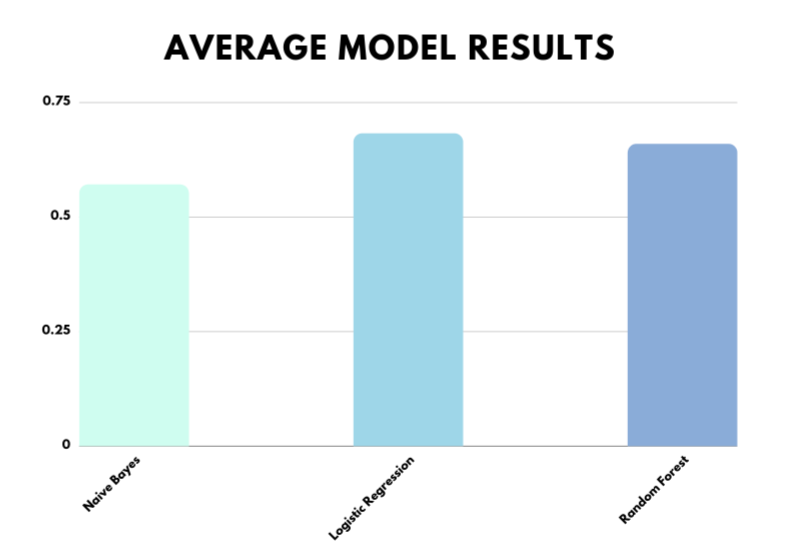 AVERAGE MODEL RESULTS
0.75
0.5
0.25
0
Naive Bayes
Logistic Regression
Random Forest